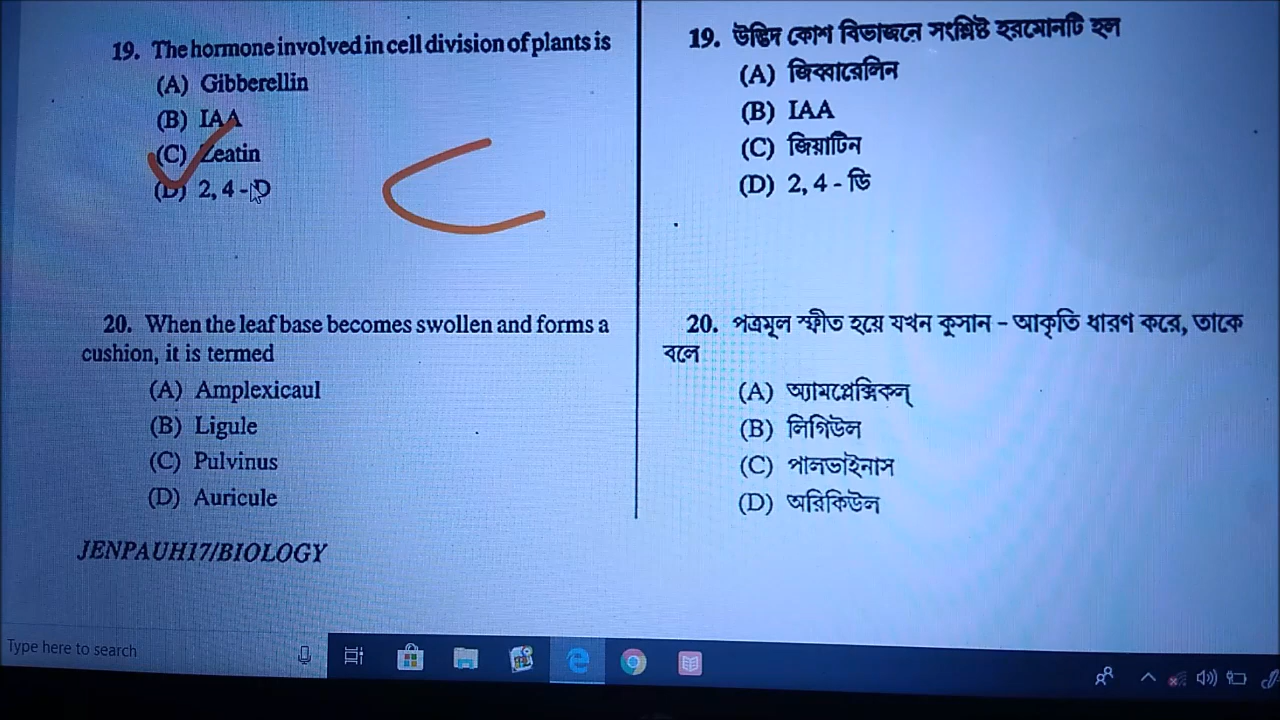 19. The hormone involved in cell division of plants is
(A) Gibberellin
(B) IAA
(C) Zeatin
(D) 2, 4 - D
20. When the leaf base becomes swollen and forms a
cushion, it is termed
(A) Amplexicaul
(B) Ligule
(C) Pulvinus
(D) Auricule
JENPAUH17/BIOLOGY
19. উদ্ভিদ কোশ বিভাজনে সংশ্লিষ্ট হরমোনটি হল
(A) জিব্বারেলিন
(B) IAA
(C) জিয়াটিন
(D) 2, 4 - ডি
20. পত্রমূল স্ফীত হয়ে যখন কুসান - আকৃতি ধারণ করে, তাকে
বলে
(A) অ্যামপ্লেক্সিকল্
(B) লিগিউল
(C) পালভাইনাস
(D) অরিকিউল
Type here to search